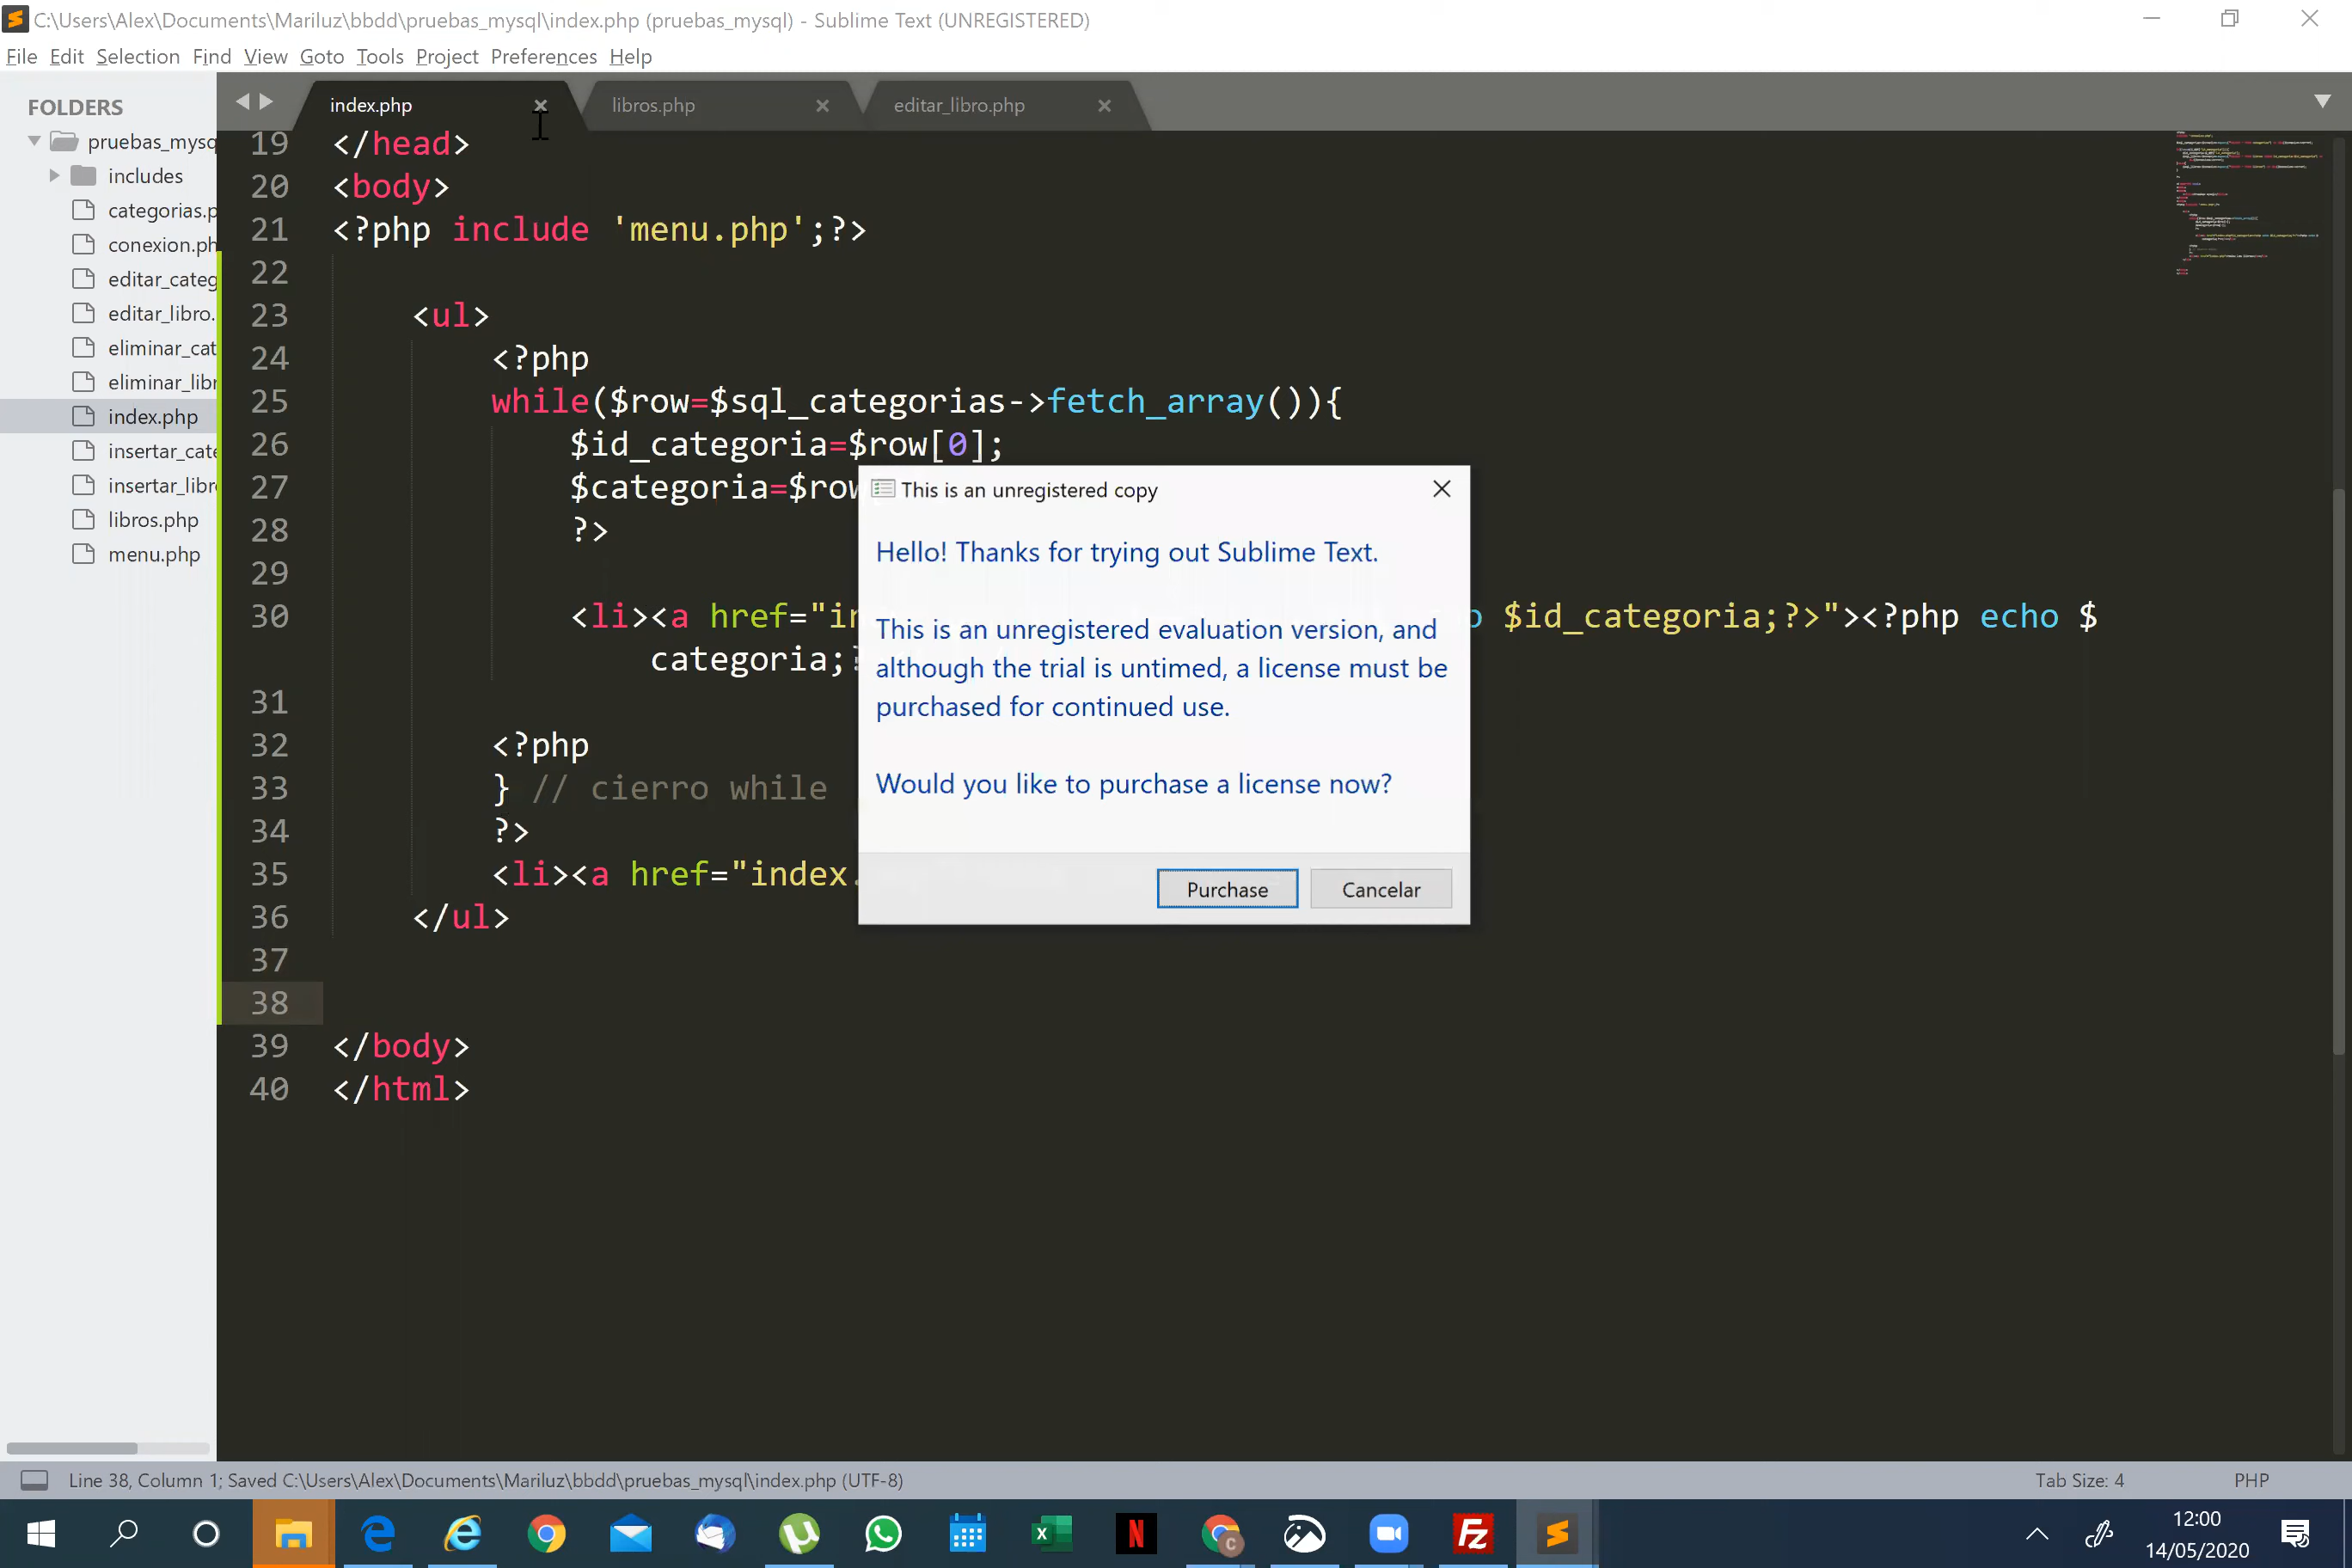 C:\Users\Alex\Documents\Mariluz\bbdd\pruebas_mysql\index.php (pruebas_mysql) - Sublime Text (UNREGISTERED)
File Edit Selection Find View Goto Tools Project Preferences Help
FOLDERS
pruebas_mysq
includes
categorias.p
conexion.ph
editar_categ
editar_libro.
eliminar_cat
eliminar_libr
index.php
insertar_cate
insertar_libr
libros.php
menu.php
index.php
libros.php
editar_libro.php
19 </head>
20 <body>
21 <?php include 'menu.php';?>
22
23 <ul>
24 <?php
25 while($row=$sql_categorias->fetch_array()){
26 $id_categoria=$row[0];
27 $categoria=$row
28 ?>
29
30 <li><a href="in $id_categoria;?>"><?php echo $
categoria;
31
32 <?php
33 } // cierro while
34 ?>
35 <li><a href="index.
36 </ul>
37
38
39 </body>
40 </html>
This is an unregistered copy
Hello! Thanks for trying out Sublime Text.
This is an unregistered evaluation version, and
although the trial is untimed, a license must be
purchased for continued use.
Would you like to purchase a license now?
Purchase
Cancelar
Line 38, Column 1; Saved C:\Users\Alex\Documents\Mariluz\bbdd\pruebas_mysql\index.php (UTF-8)
Tab Size: 4
PHP
12:00
14/05/2020